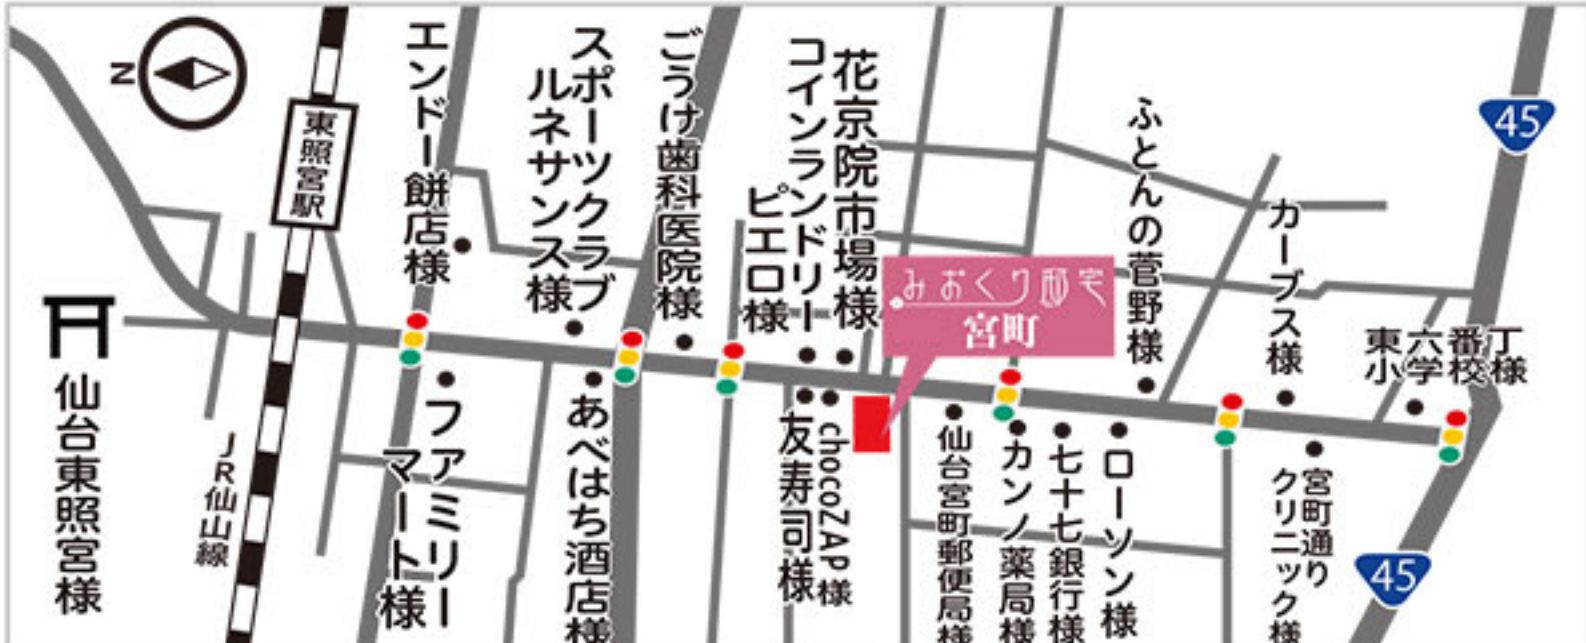 N
東照宮駅
エンドー餅店様
スポーツクラブ
ルネサンス様
ごうけ歯科医院様
コインランドリー
ピエロ様
花京院市場様
みおくり邸宅
宮町
ふとんの菅野様
カーブス様
東六番丁
小学校様
45
仙台東照宮様
JR仙山線
ファミリー
マート様
あべはち酒店様
友寿司様
chocoZAP様
仙台宮町郵便局様
カンノ薬局様
七十七銀行様
ローソン様
宮町通り
クリニック様
45